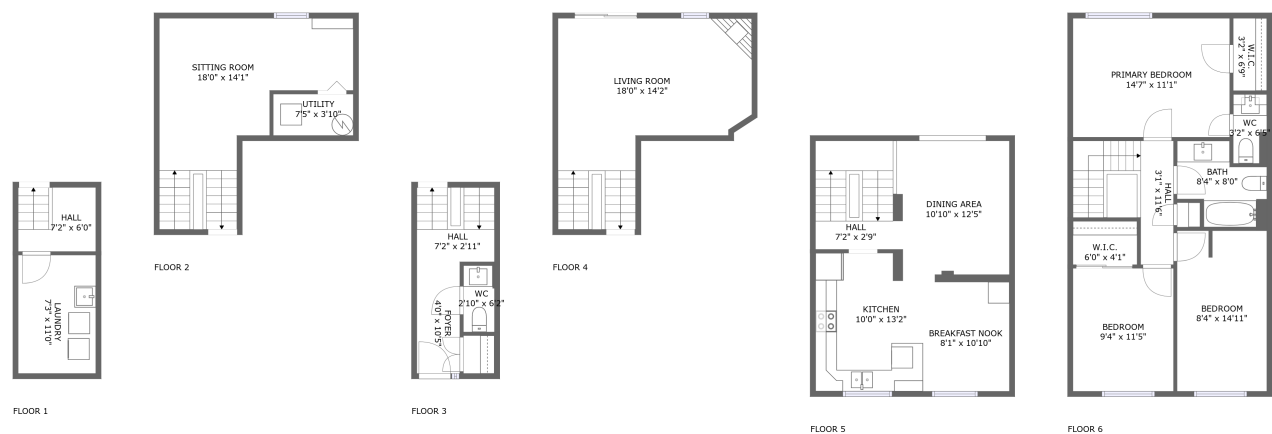 HALL
7'2" x 6'0"
LAUNDRY
7'3" x 11'0"
FLOOR 1
SITTING ROOM
18'0" x 14'1"
UTILITY
7'5" x 3'10"
FLOOR 2
HALL
7'2" x 2'11"
WC
2'10" x 6'2"
FOYER
4'0" x 10'5"
FLOOR 3
LIVING ROOM
18'0" x 14'2"
FLOOR 4
DINING AREA
10'10" x 12'5"
HALL
7'2" x 2'9"
KITCHEN
10'0" x 13'2"
BREAKFAST NOOK
8'1" x 10'10"
FLOOR 5
W.I.C.
3'2" x 6'9"
PRIMARY BEDROOM
14'7" x 11'1"
WC
3'2" x 6'5"
BATH
8'4" x 8'0"
HALL
3'1" x 11'6"
W.I.C.
6'0" x 4'1"
BEDROOM
8'4" x 14'11"
BEDROOM
9'4" x 11'5"
FLOOR 6